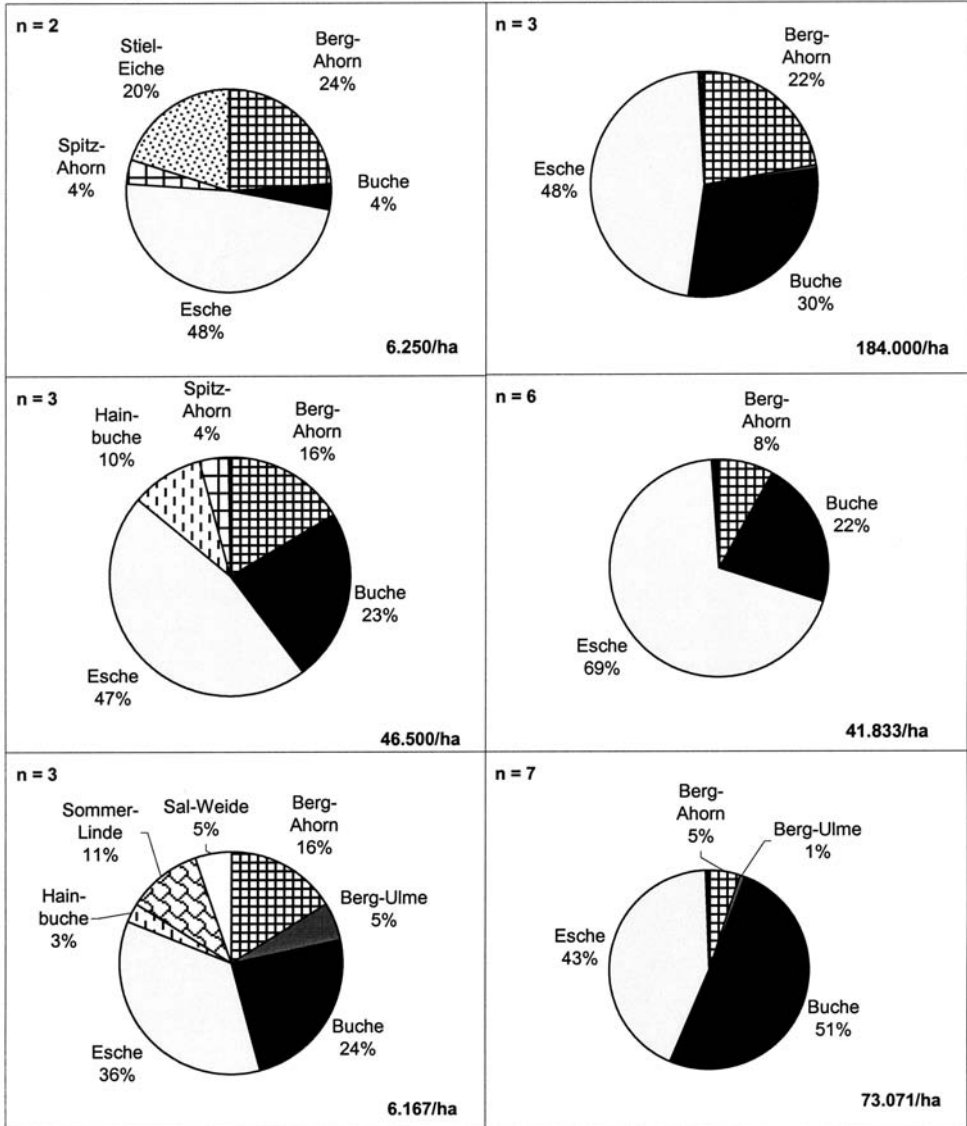 n = 2
Stiel-
Eiche
20%
Berg-
Ahorn
24%
Spitz-
Ahorn
4%
Buche
4%
Esche
48%
6.250/ha
n = 3
Berg-
Ahorn
22%
Esche
48%
Buche
30%
184.000/ha
n = 3
Hain-
buche
10%
Spitz-
Ahorn
4%
Berg-
Ahorn
16%
Buche
23%
Esche
47%
46.500/ha
n = 6
Berg-
Ahorn
8%
Buche
22%
Esche
69%
41.833/ha
n = 3
Sommer-
Linde
11%
Sal-Weide
5%
Berg-
Ahorn
16%
Hain-
buche
3%
Berg-Ulme
5%
Buche
24%
Esche
36%
6.167/ha
n = 7
Berg-
Ahorn
5%
Berg-Ulme
1%
Esche
43%
Buche
51%
73.071/ha